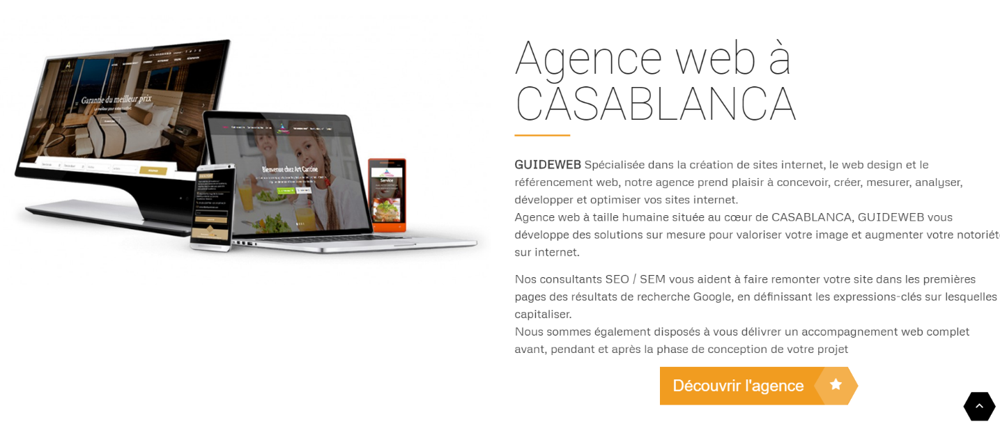 Agence web à
CASABLANCA
GUIDEWEB Spécialisée dans la création de sites internet, le web design et le
référencement web, notre agence prend plaisir à concevoir, créer, mesurer, analyser,
développer et optimiser vos sites internet.
Agence web à taille humaine située au cœur de CASABLANCA, GUIDEWEB vous
développe des solutions sur mesure pour valoriser votre image et augmenter votre notoriét
sur internet.
Nos consultants SEO / SEM vous aident à faire remonter votre site dans les premières
pages des résultats de recherche Google, en définissant les expressions-clés sur lesquelles
capitaliser.
Nous sommes également disposés à vous délivrer un accompagnement web complet
avant, pendant et après la phase de conception de votre projet
Découvrir l'agence
Garantie du meilleur prix
Bienvenue chez Art Cantine
Service